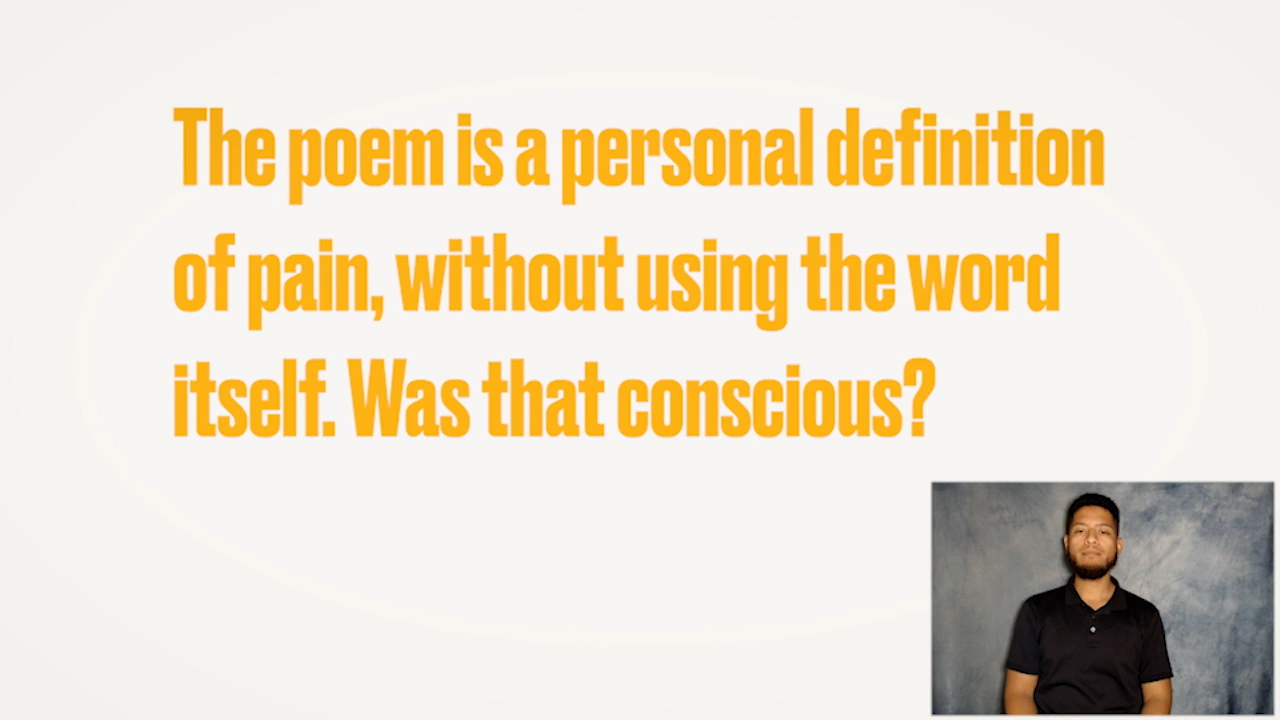 The poem is a personal definition
of pain, without using the word
itself. Was that conscious?